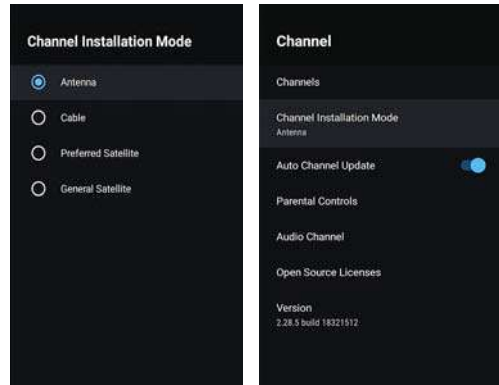 Channel Installation Mode
Antenna
Cable
Preferred Satellite
General Satellite
Channel
Channels
Channel Installation Mode
Antenna
Auto Channel Update
Parental Controls
Audio Channel
Open Source Licenses
Version
2.28.5 build 18321512